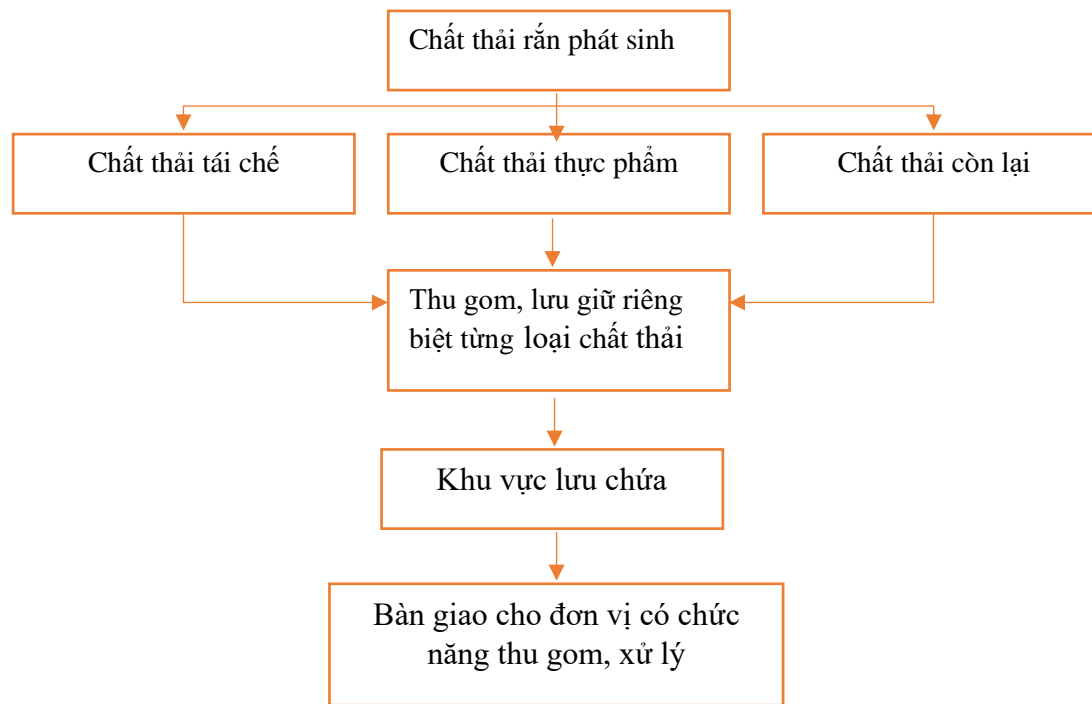 Chất thải rắn phát sinh
Chất thải tái chế
Chất thải thực phẩm
Chất thải còn lại
Thu gom, lưu giữ riêng
biệt từng loại chất thải
Khu vực lưu chứa
Bàn giao cho đơn vị có chức
năng thu gom, xử lý